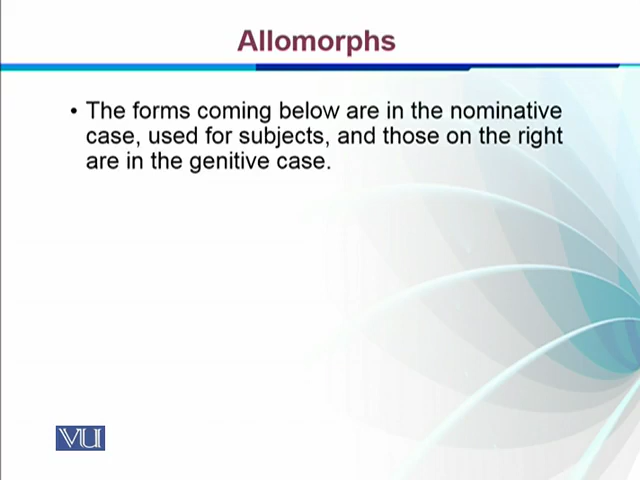 Allomorphs
• The forms coming below are in the nominative
case, used for subjects, and those on the right
are in the genitive case.
VU